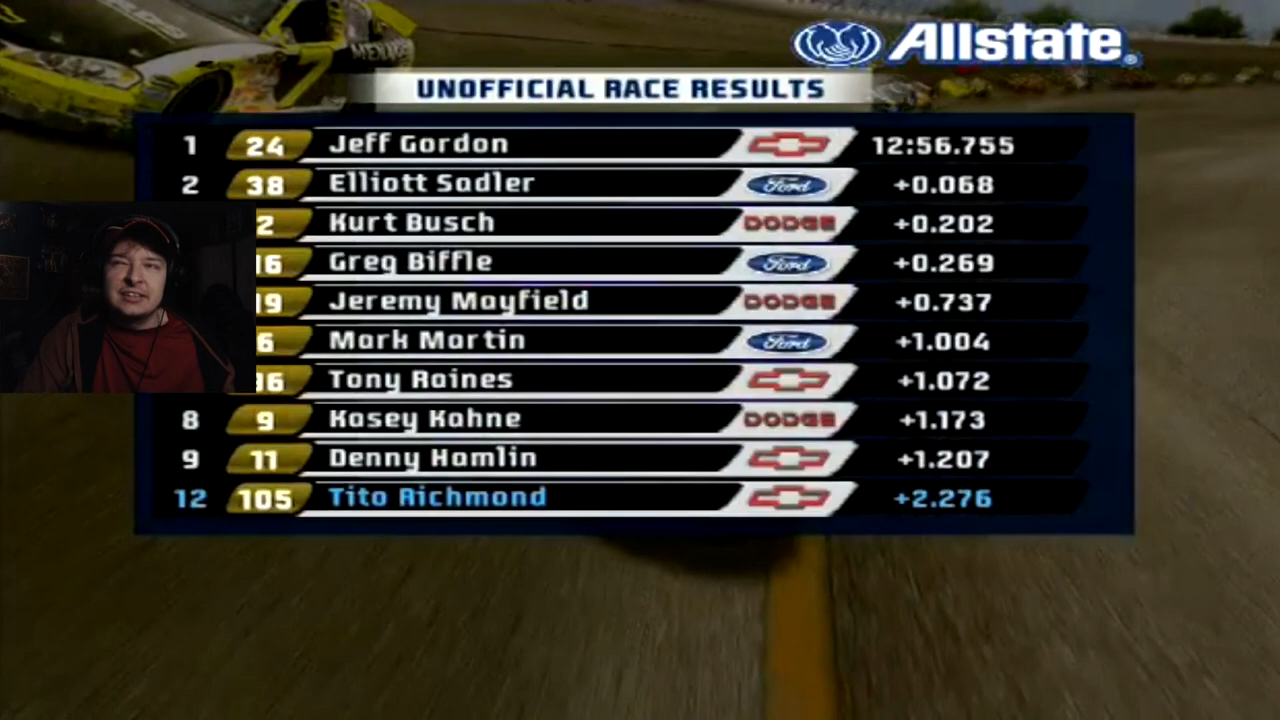 Allstate®
UNOFFICIAL RACE RESULTS
1 24 Jeff Gordon 12:56.755
2 38 Elliott Sadler Ford +0.068
2 Kurt Busch DODGE +0.202
16 Greg Biffle Ford +0.269
19 Jeremy Mayfield DODGE +0.737
6 Mark Martin Ford +1.004
96 Tony Raines +1.072
8 9 Kasey Kahne DODGE +1.173
9 11 Denny Hamlin +1.207
12 105 Tito Richmond +2.276